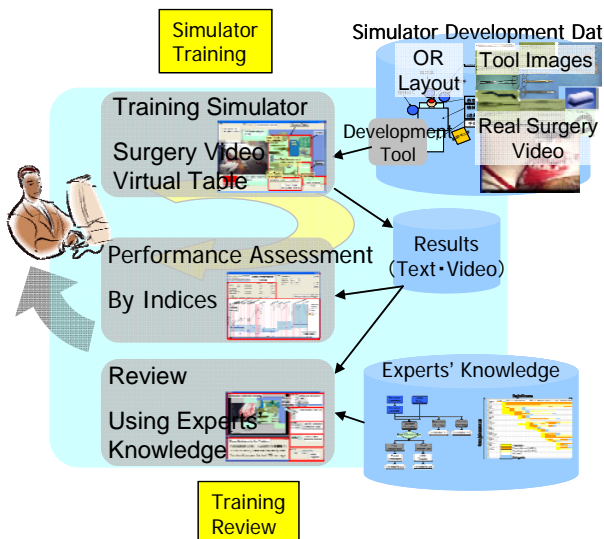 Simulator
Training
Simulator Development Dat
OR
Layout
Tool Images
Training Simulator
Surgery Video
Virtual Table
Development
Tool
Real Surgery
Video
Performance Assessment
By Indices
Results
(Text・Video)
Review
Using Experts'
Knowledge
Experts' Knowledge
Training
Review